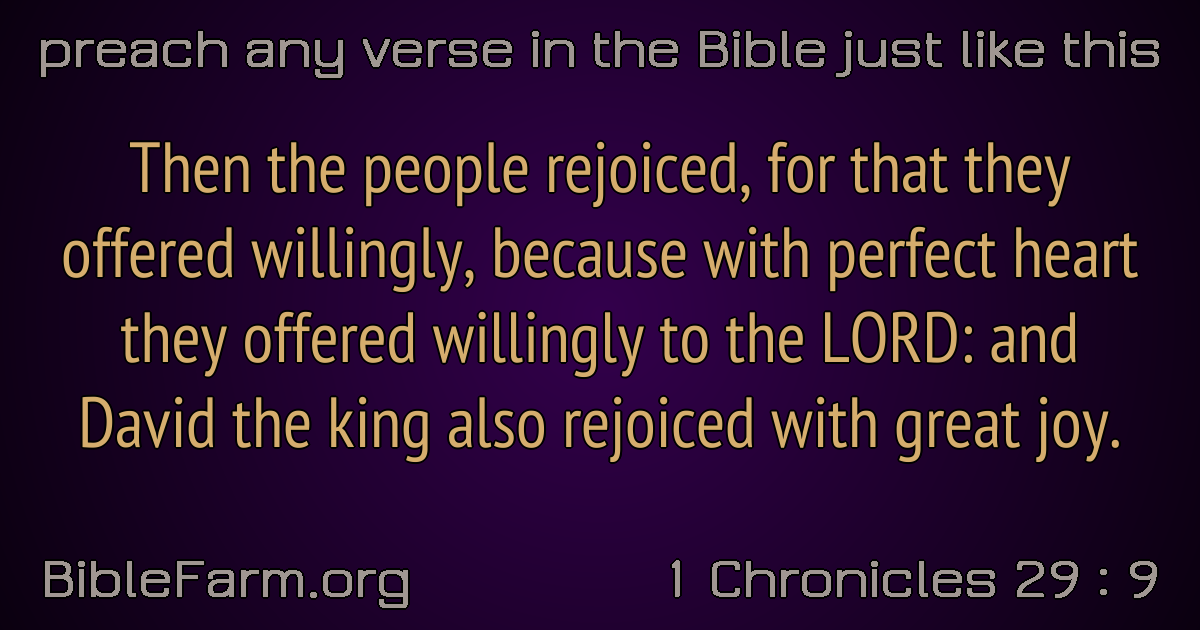 preach any verse in the Bible just like this
Then the people rejoiced, for that they
offered willingly, because with perfect heart
they offered willingly to the LORD: and
David the king also rejoiced with great joy.
BibleFarm.org
1 Chronicles 29 : 9